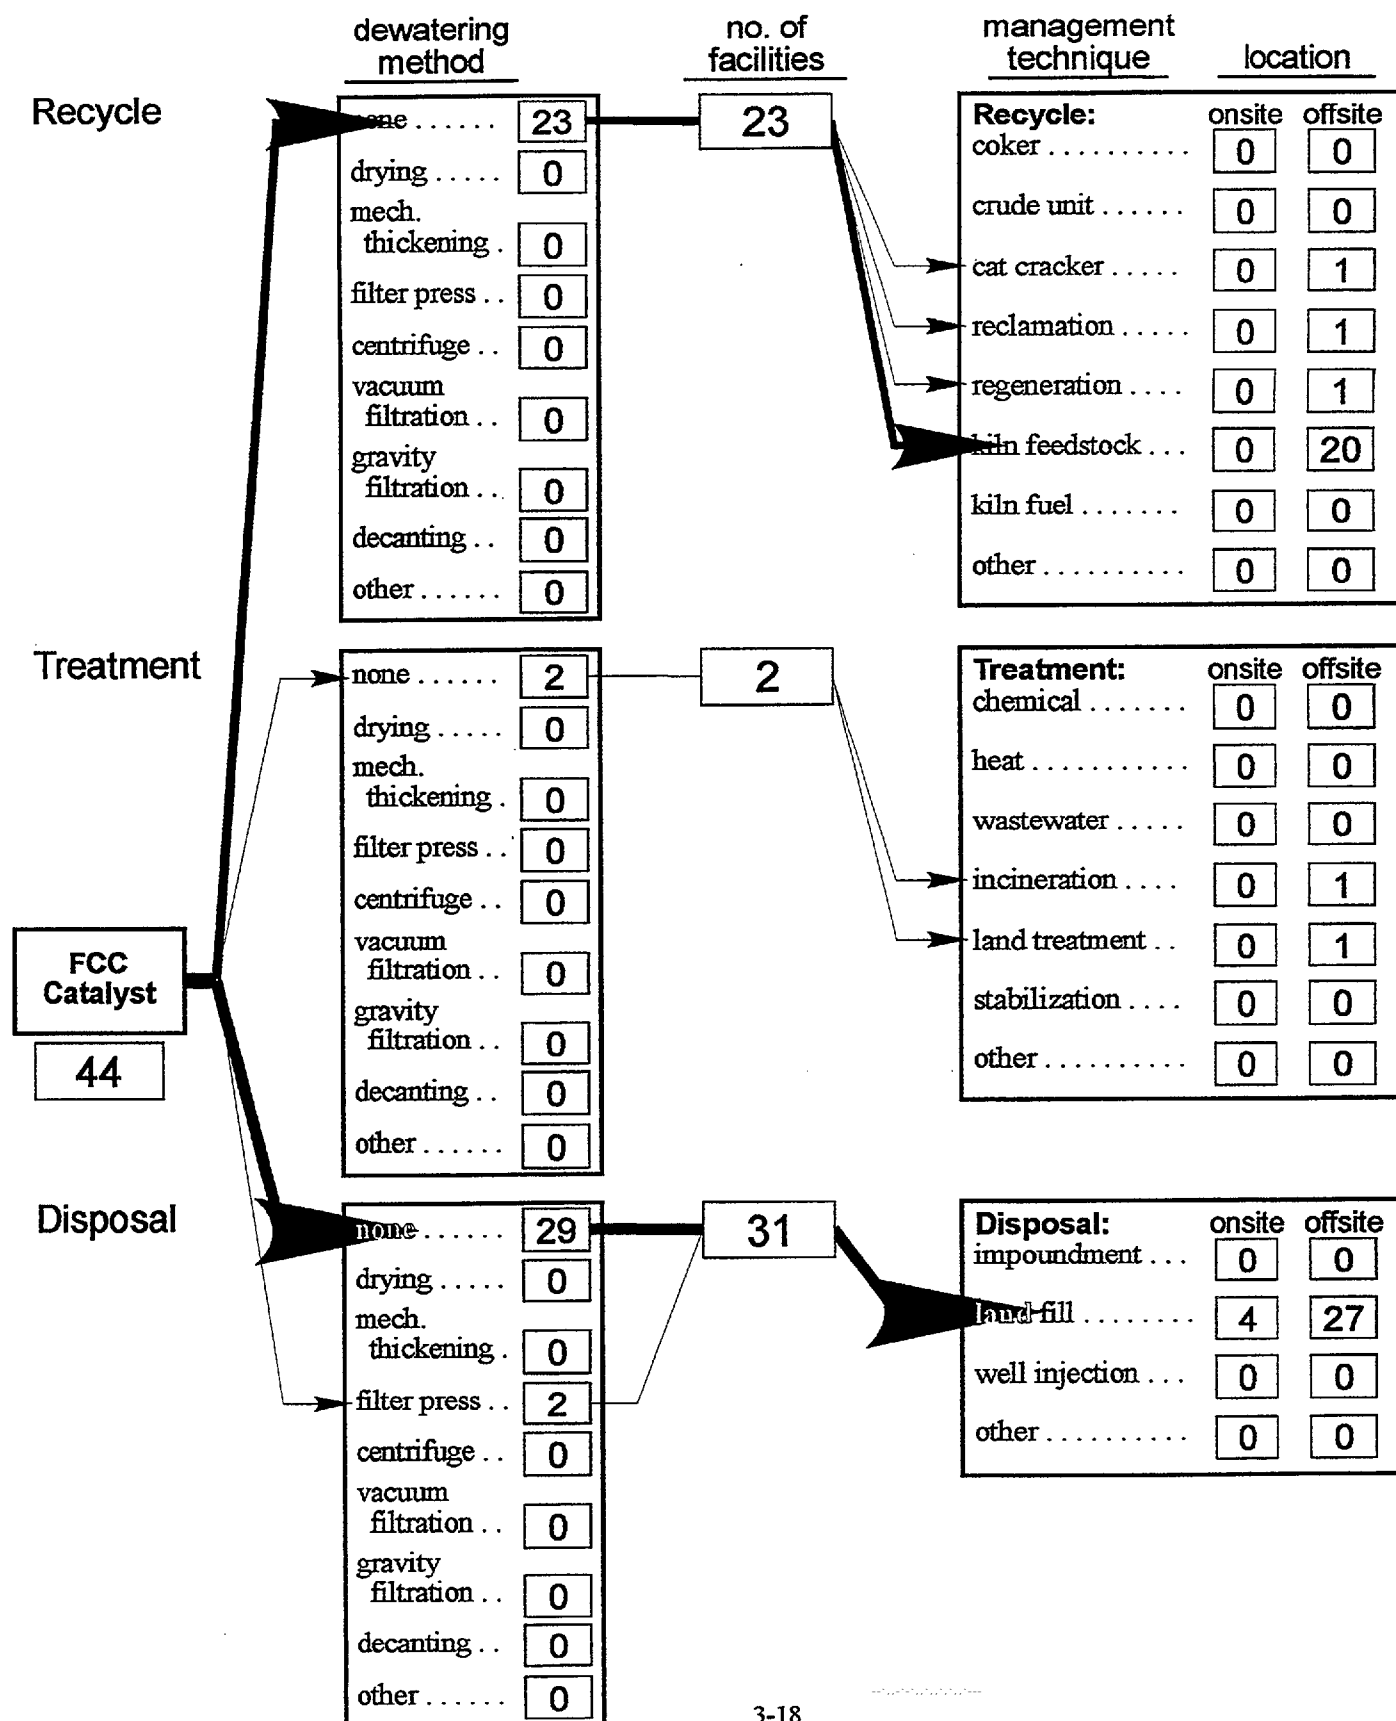 dewatering method
no. of facilities
management technique
location
Recycle
none ...... 23
drying ..... 0
mech. thickening . 0
filter press .. 0
centrifuge .. 0
vacuum filtration .. 0
gravity filtration .. 0
decanting .. 0
other ...... 0
23
Recycle: onsite offsite
coker .......... 0 0
crude unit ...... 0 0
cat cracker ..... 0 1
reclamation ..... 0 1
regeneration .... 0 1
kiln feedstock ... 0 20
kiln fuel ....... 0 0
other .......... 0 0
Treatment
none ...... 2
drying ..... 0
mech. thickening . 0
filter press .. 0
centrifuge .. 0
vacuum filtration .. 0
gravity filtration .. 0
decanting .. 0
other ...... 0
2
Treatment: onsite offsite
chemical ....... 0 0
heat ........... 0 0
wastewater ..... 0 0
incineration .... 0 1
land treatment .. 0 1
stabilization .... 0 0
other .......... 0 0
FCC
Catalyst
44
Disposal
none ...... 29
drying ..... 0
mech. thickening . 0
filter press .. 2
centrifuge .. 0
vacuum filtration .. 0
gravity filtration .. 0
decanting .. 0
other ...... 0
31
Disposal: onsite offsite
impoundment ... 0 0
land fill ........ 4 27
well injection ... 0 0
other .......... 0 0
3-18